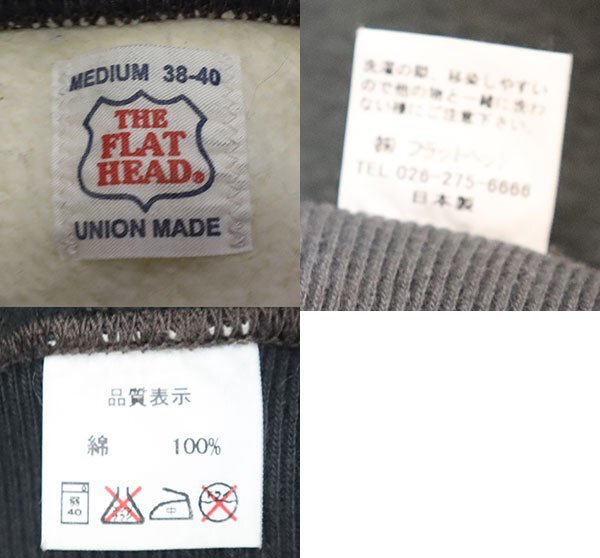 MEDIUM 38-40
THE
FLAT
HEAD®
UNION MADE
洗濯の際、移染しやすい
ので他の物と一緒に洗わ
ない様にご注意下さい。
㈱ フラットヘッド
TEL 026-275-6666
日本製
品質表示
綿 100%
弱
40
中